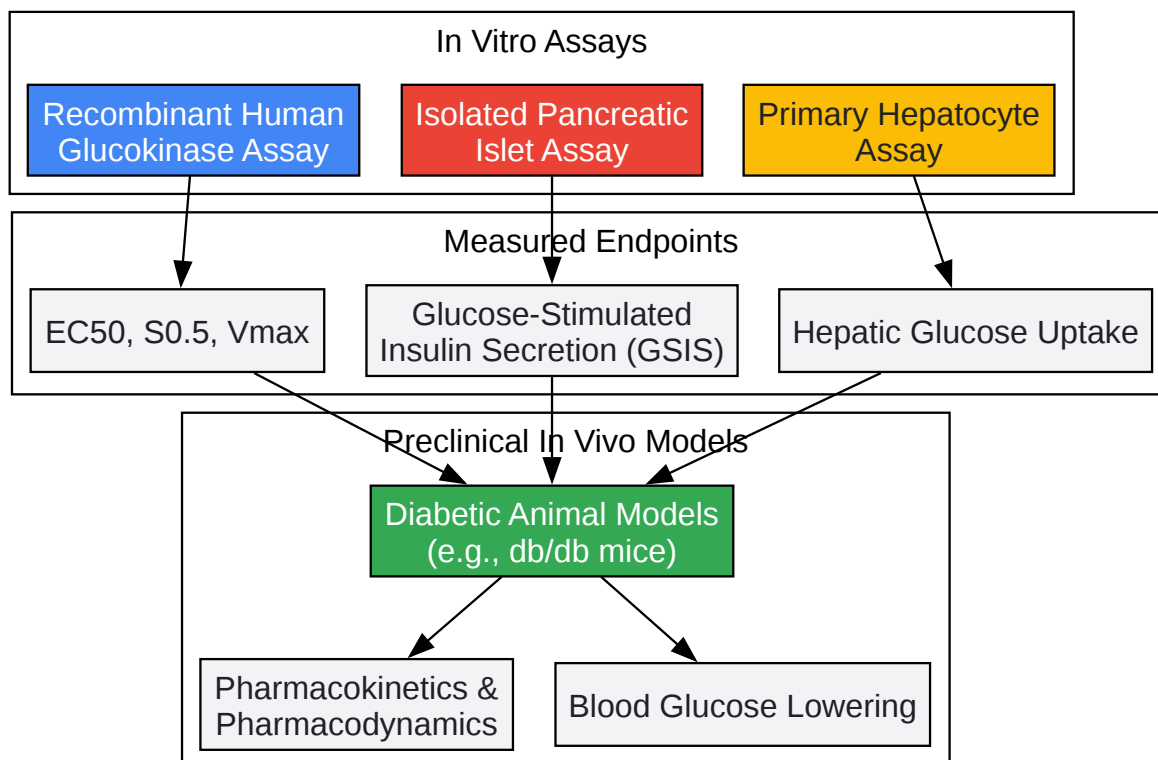 In Vitro Assays
Recombinant Human
Glucokinase Assay
Isolated Pancreatic
Islet Assay
Primary Hepatocyte
Assay
Measured Endpoints
EC50, S0.5, Vmax
Glucose-Stimulated
Insulin Secretion (GSIS)
Hepatic Glucose Uptake
Preclinical In Vivo Models
Diabetic Animal Models
(e.g., db/db mice)
Pharmacokinetics &
Pharmacodynamics
Blood Glucose Lowering